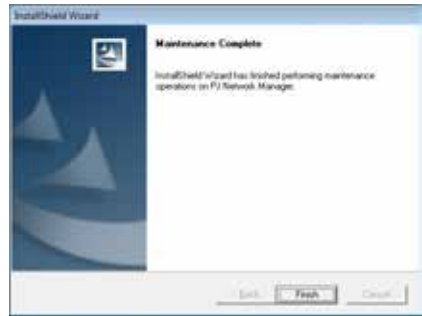 InstallShield Wizard
Maintenance Complete
InstallShield Wizard has finished performing maintenance
operations on PJ Network Manager.
Back
Finish
Cancel